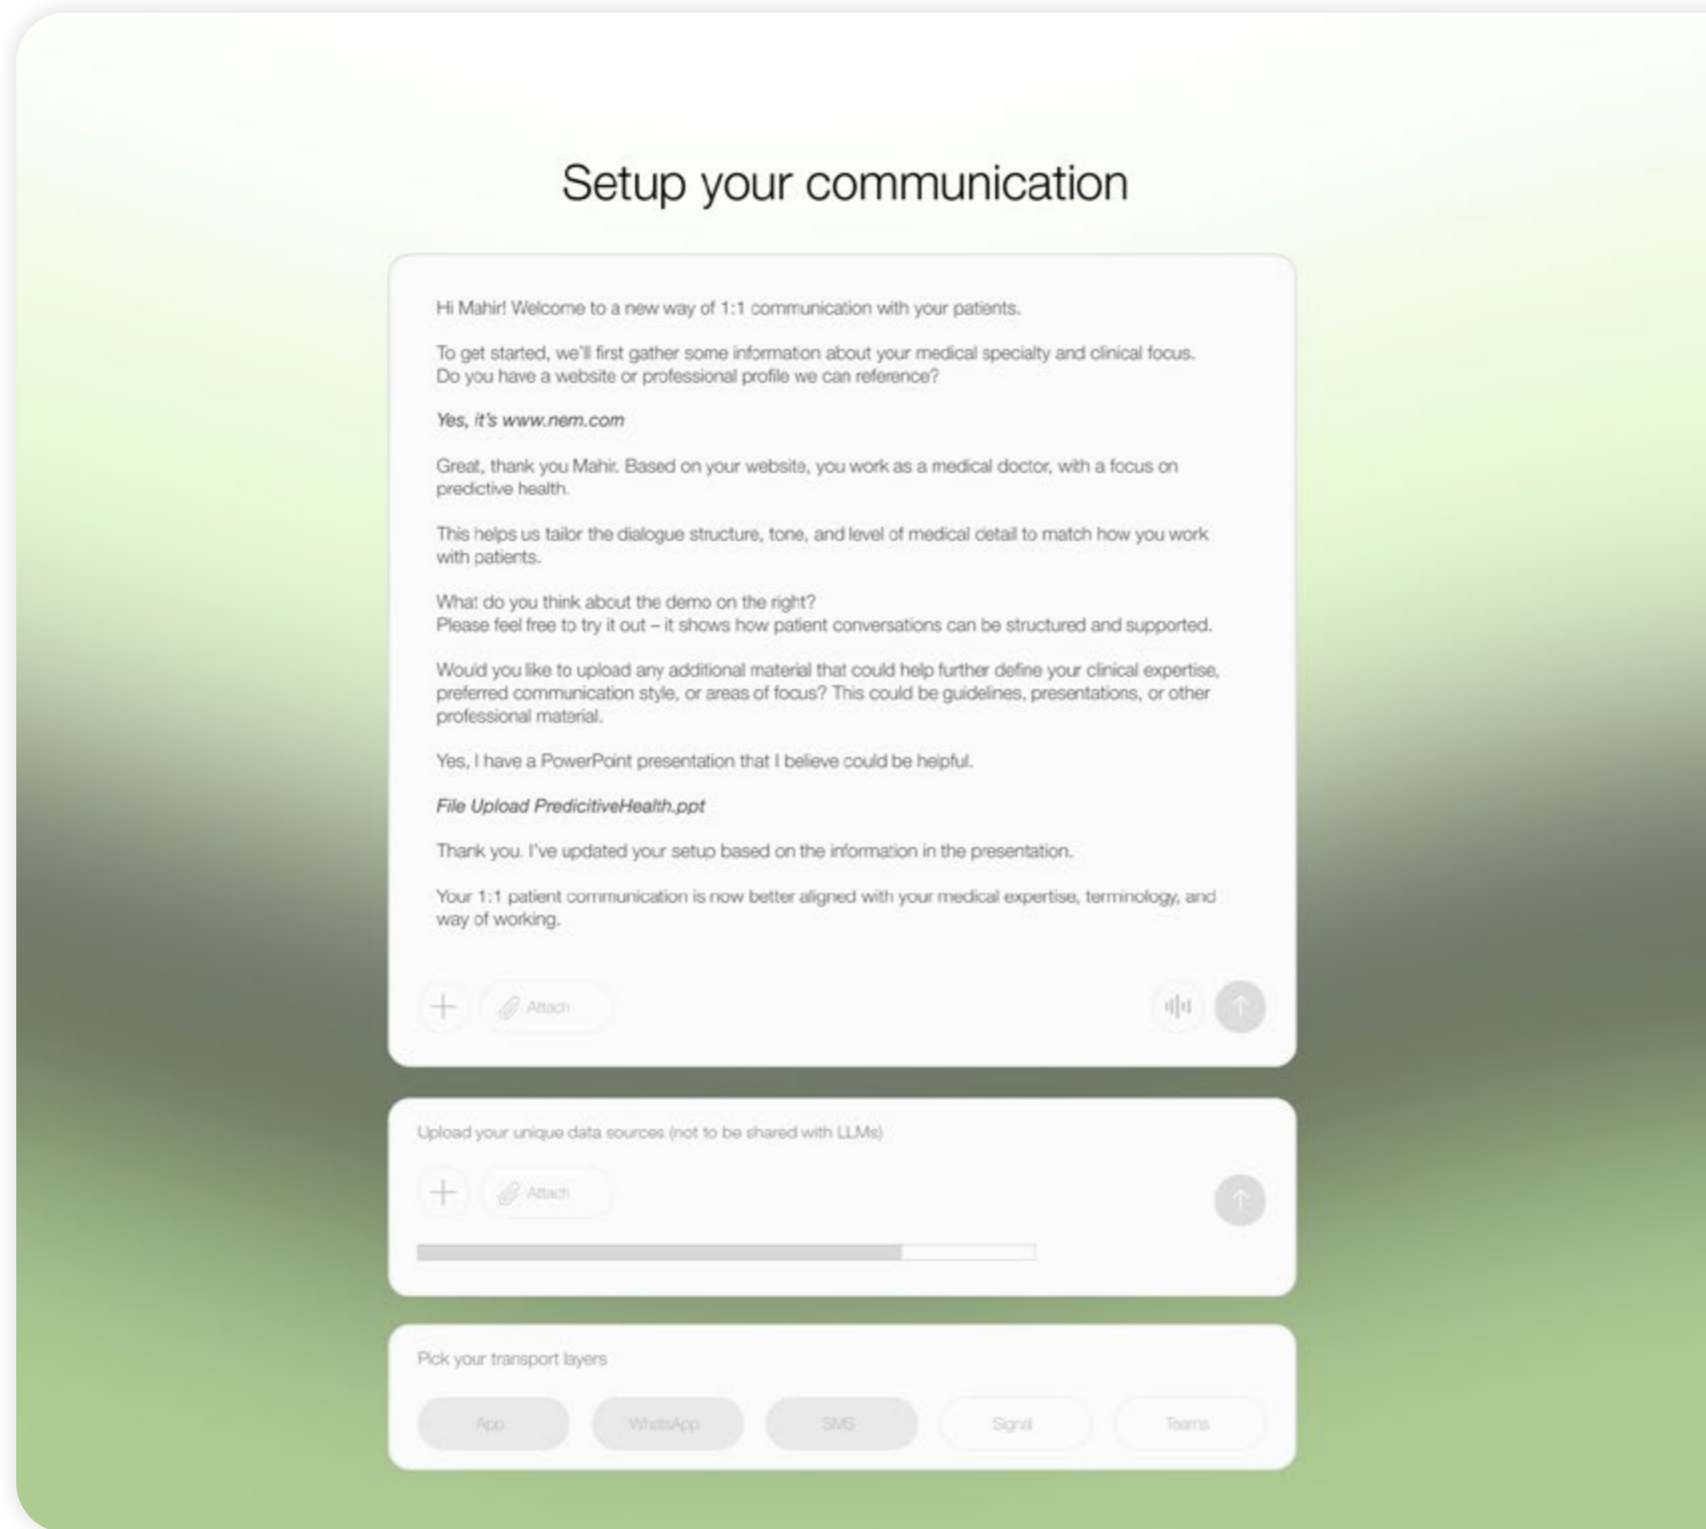 Setup your communication
Hi Mahir! Welcome to a new way of 1:1 communication with your patients.
To get started, we'll first gather some information about your medical specialty and clinical focus.
Do you have a website or professional profile we can reference?
Yes, it's www.nem.com
Great, thank you Mahir. Based on your website, you work as a medical doctor, with a focus on
predictive health.
This helps us tailor the dialogue structure, tone, and level of medical detail to match how you work
with patients.
What do you think about the demo on the right?
Please feel free to try it out – it shows how patient conversations can be structured and supported.
Would you like to upload any additional material that could help further define your clinical expertise,
preferred communication style, or areas of focus? This could be guidelines, presentations, or other
professional material.
Yes, I have a PowerPoint presentation that I believe could be helpful.
File Upload PredicitiveHealth.ppt
Thank you. I've updated your setup based on the information in the presentation.
Your 1:1 patient communication is now better aligned with your medical expertise, terminology, and
way of working.
Attach
Upload your unique data sources (not to be shared with LLMs)
Attach
Pick your transport layers
App WhatsApp SMS Signal Teams